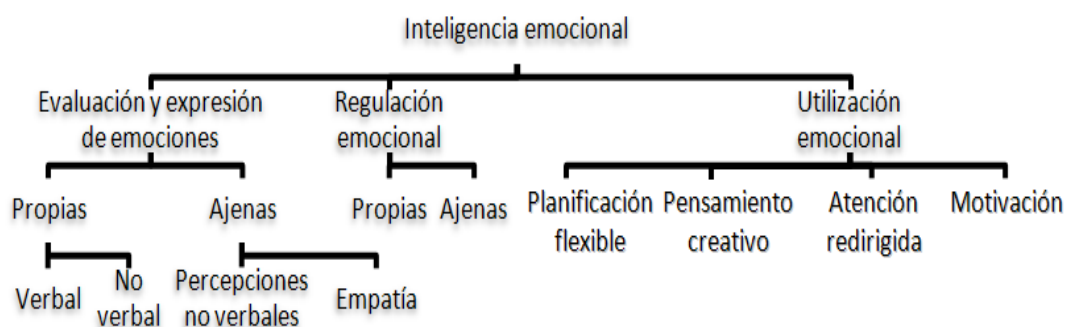 Inteligencia emocional
Evaluación y expresión
de emociones
Regulación
emocional
Utilización
emocional
Propias
Ajenas
Propias
Ajenas
Planificación
flexible
Pensamiento
creativo
Atención
redirigida
Motivación
Verbal
No
verbal
Percepciones
no verbales
Empatía